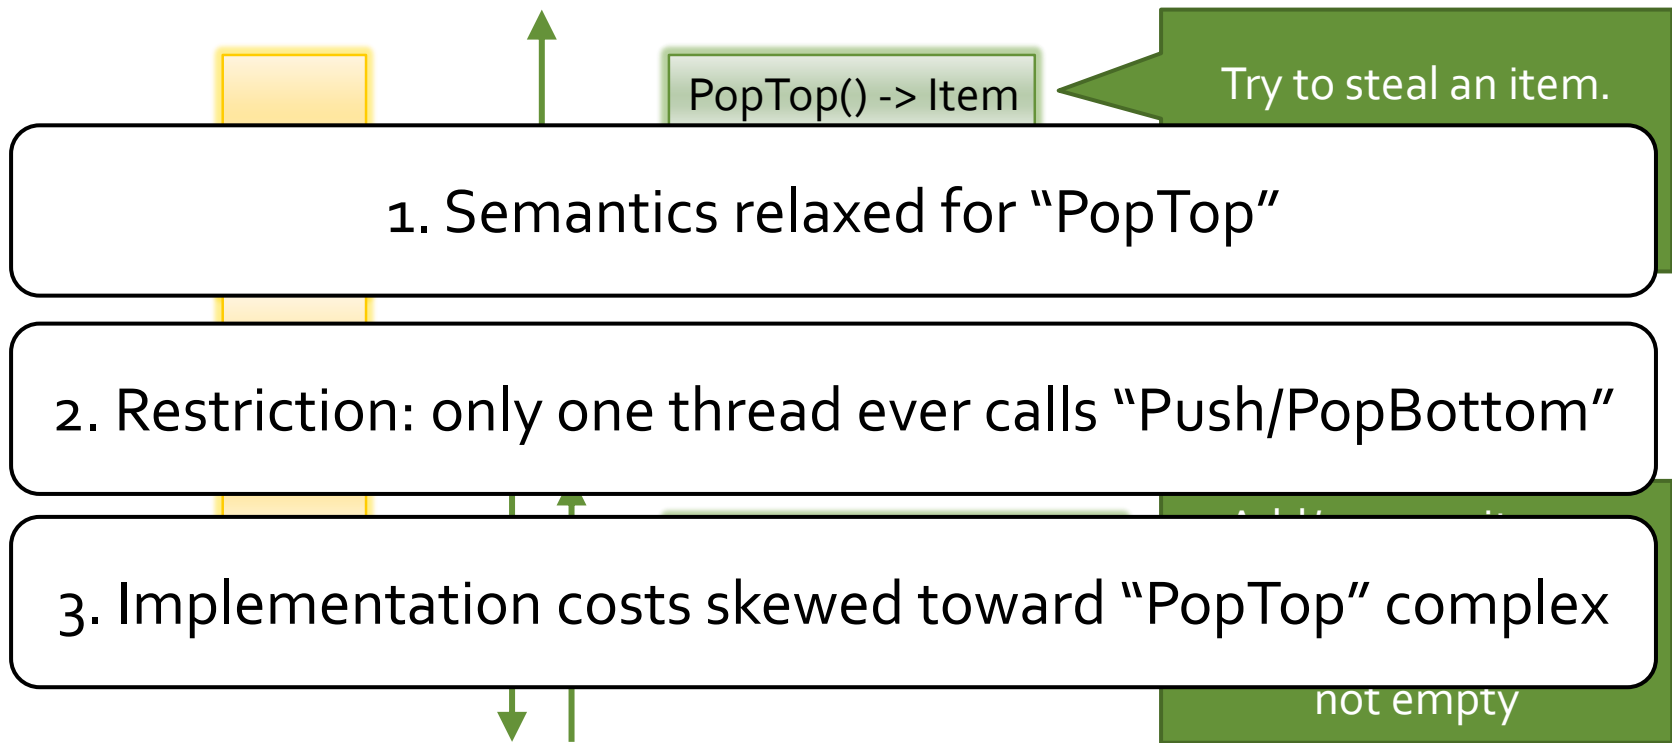 PopTop() -> Item
Try to steal an item.
1. Semantics relaxed for “PopTop”
2. Restriction: only one thread ever calls “Push/PopBottom”
3. Implementation costs skewed toward “PopTop” complex
not empty